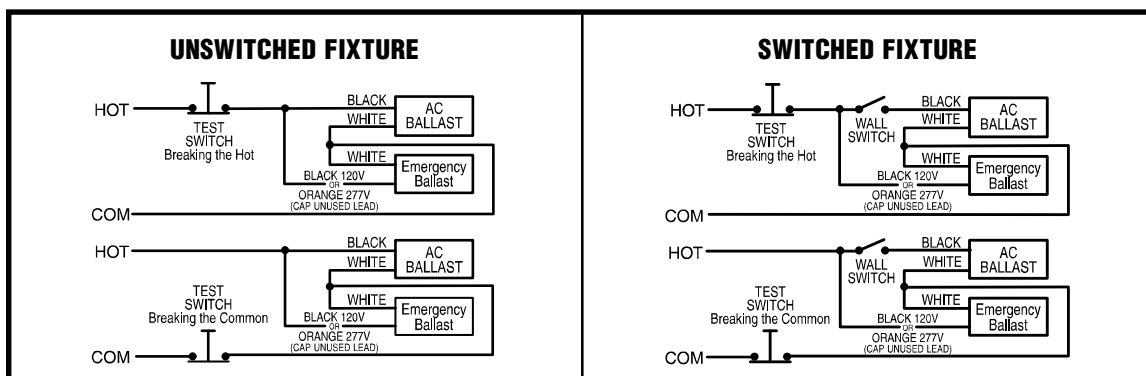 UNSWITCHED FIXTURE
HOT
TEST
SWITCH
Breaking the Hot
BLACK
WHITE
AC
BALLAST
WHITE
BLACK 120V
OR
ORANGE 277V
(CAP UNUSED LEAD)
Emergency
Ballast
COM
HOT
BLACK
WHITE
AC
BALLAST
TEST
SWITCH
Breaking the Common
WHITE
BLACK 120V
OR
ORANGE 277V
(CAP UNUSED LEAD)
Emergency
Ballast
COM
SWITCHED FIXTURE
HOT
TEST
SWITCH
Breaking the Hot
WALL
SWITCH
BLACK
WHITE
AC
BALLAST
WHITE
BLACK 120V
OR
ORANGE 277V
(CAP UNUSED LEAD)
Emergency
Ballast
COM
HOT
WALL
SWITCH
BLACK
WHITE
AC
BALLAST
TEST
SWITCH
Breaking the Common
WHITE
BLACK 120V
OR
ORANGE 277V
(CAP UNUSED LEAD)
Emergency
Ballast
COM